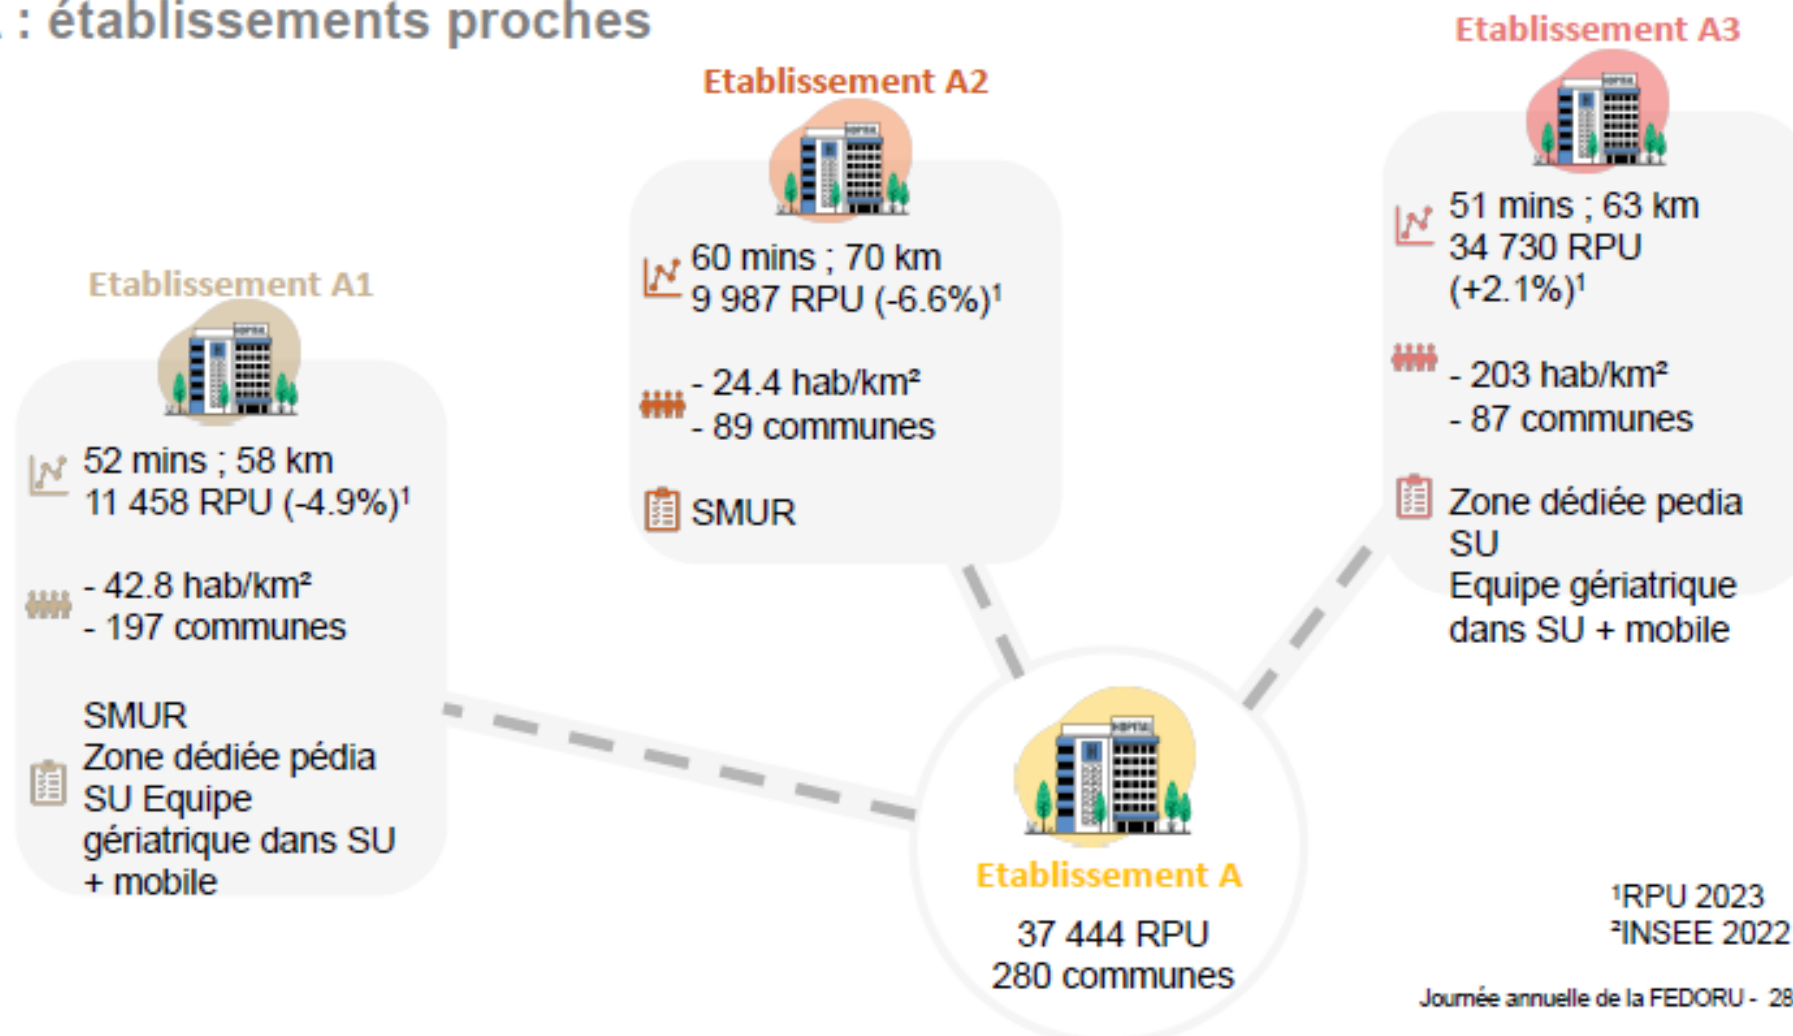 : établissements proches
Etablissement A1
52 mins ; 58 km
11 458 RPU (-4.9%)¹
- 42.8 hab/km²
- 197 communes
SMUR
Zone dédiée pédia
SU Equipe
gériatrique dans SU
+ mobile
Etablissement A2
60 mins ; 70 km
9 987 RPU (-6.6%)¹
- 24.4 hab/km²
- 89 communes
SMUR
Etablissement A3
51 mins ; 63 km
34 730 RPU
(+2.1%)¹
- 203 hab/km²
- 87 communes
Zone dédiée pedia
SU
Equipe gériatrique
dans SU + mobile
HOPITAL
H
Etablissement A
37 444 RPU
280 communes
¹RPU 2023
²INSEE 2022
Journée annuelle de la FEDORU - 28